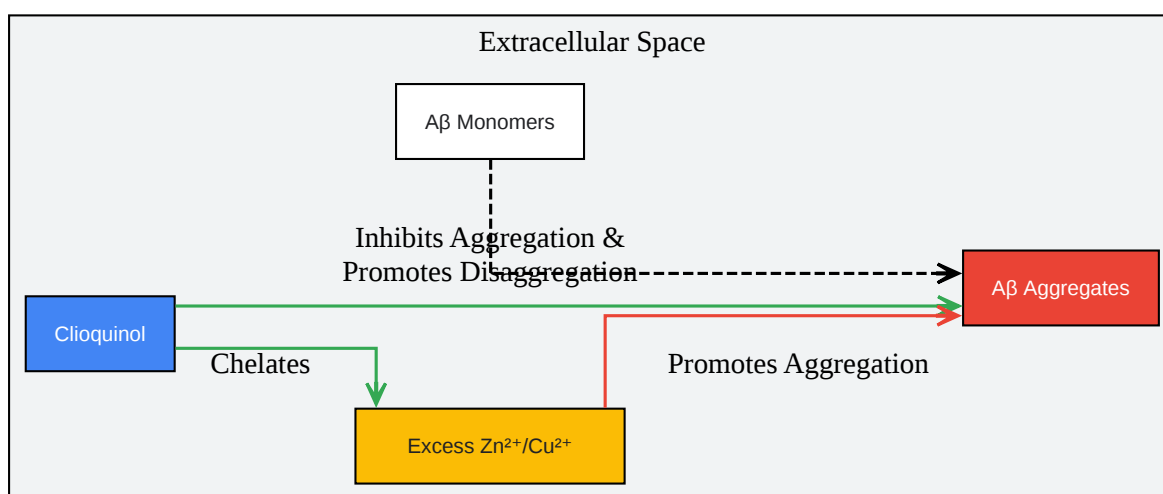 Extracellular Space
Aβ Monomers
Inhibits Aggregation &
Promotes Disaggregation
Aβ Aggregates
Clioquinol
Chelates
Promotes Aggregation
Excess Zn²⁺/Cu²⁺